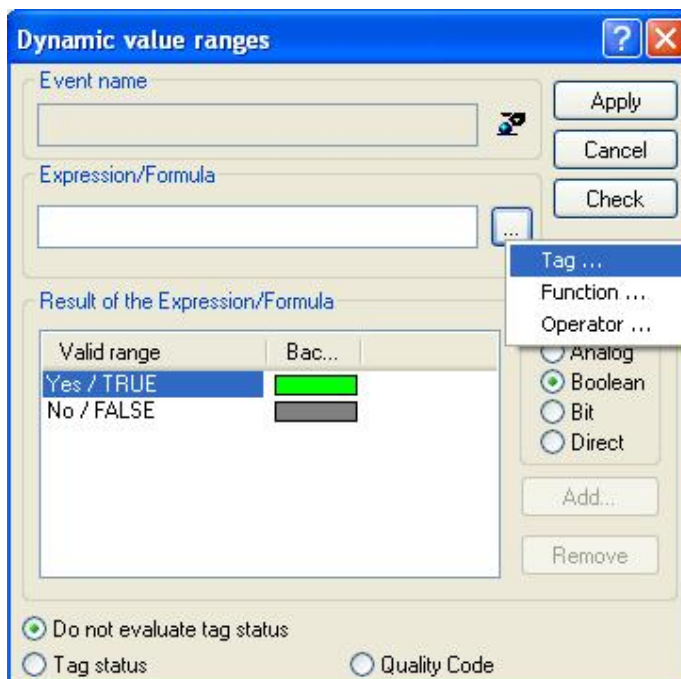 Dynamic value ranges
?
Event name
Apply
Cancel
Expression/Formula
Check
...
Tag ...
Function ...
Operator ...
Result of the Expression/Formula
Valid range Bac...
Analog
Yes / TRUE
Boolean
No / FALSE
Bit
Direct
Add...
Remove
Do not evaluate tag status
Tag status
Quality Code